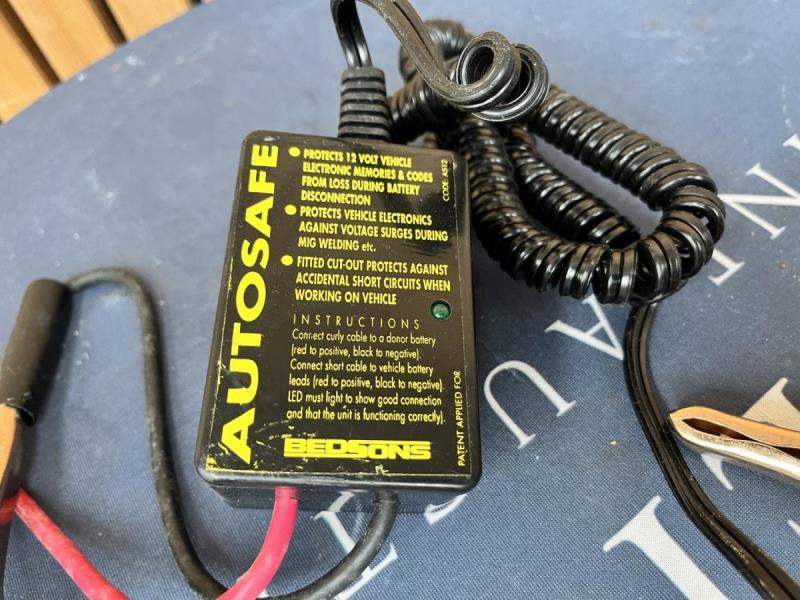 AUTOSAFE
● PROTECTS 12 VOLT VEHICLE
ELECTRONIC MEMORIES & CODES
FROM LOSS DURING BATTERY
DISCONNECTION
● PROTECTS VEHICLE ELECTRONICS
AGAINST VOLTAGE SURGES DURING
MIG WELDING etc.
● FITTED CUT-OUT PROTECTS AGAINST
ACCIDENTAL SHORT CIRCUITS WHEN
WORKING ON VEHICLE
INSTRUCTIONS
Connect curly cable to a donor battery
(red to positive, black to negative).
Connect short cable to vehicle battery
leads (red to positive, black to negative).
LED must light to show good connection
and that the unit is functioning correctly).
BEDSONS
CODE: AS12
PATENT APPLIED FOR